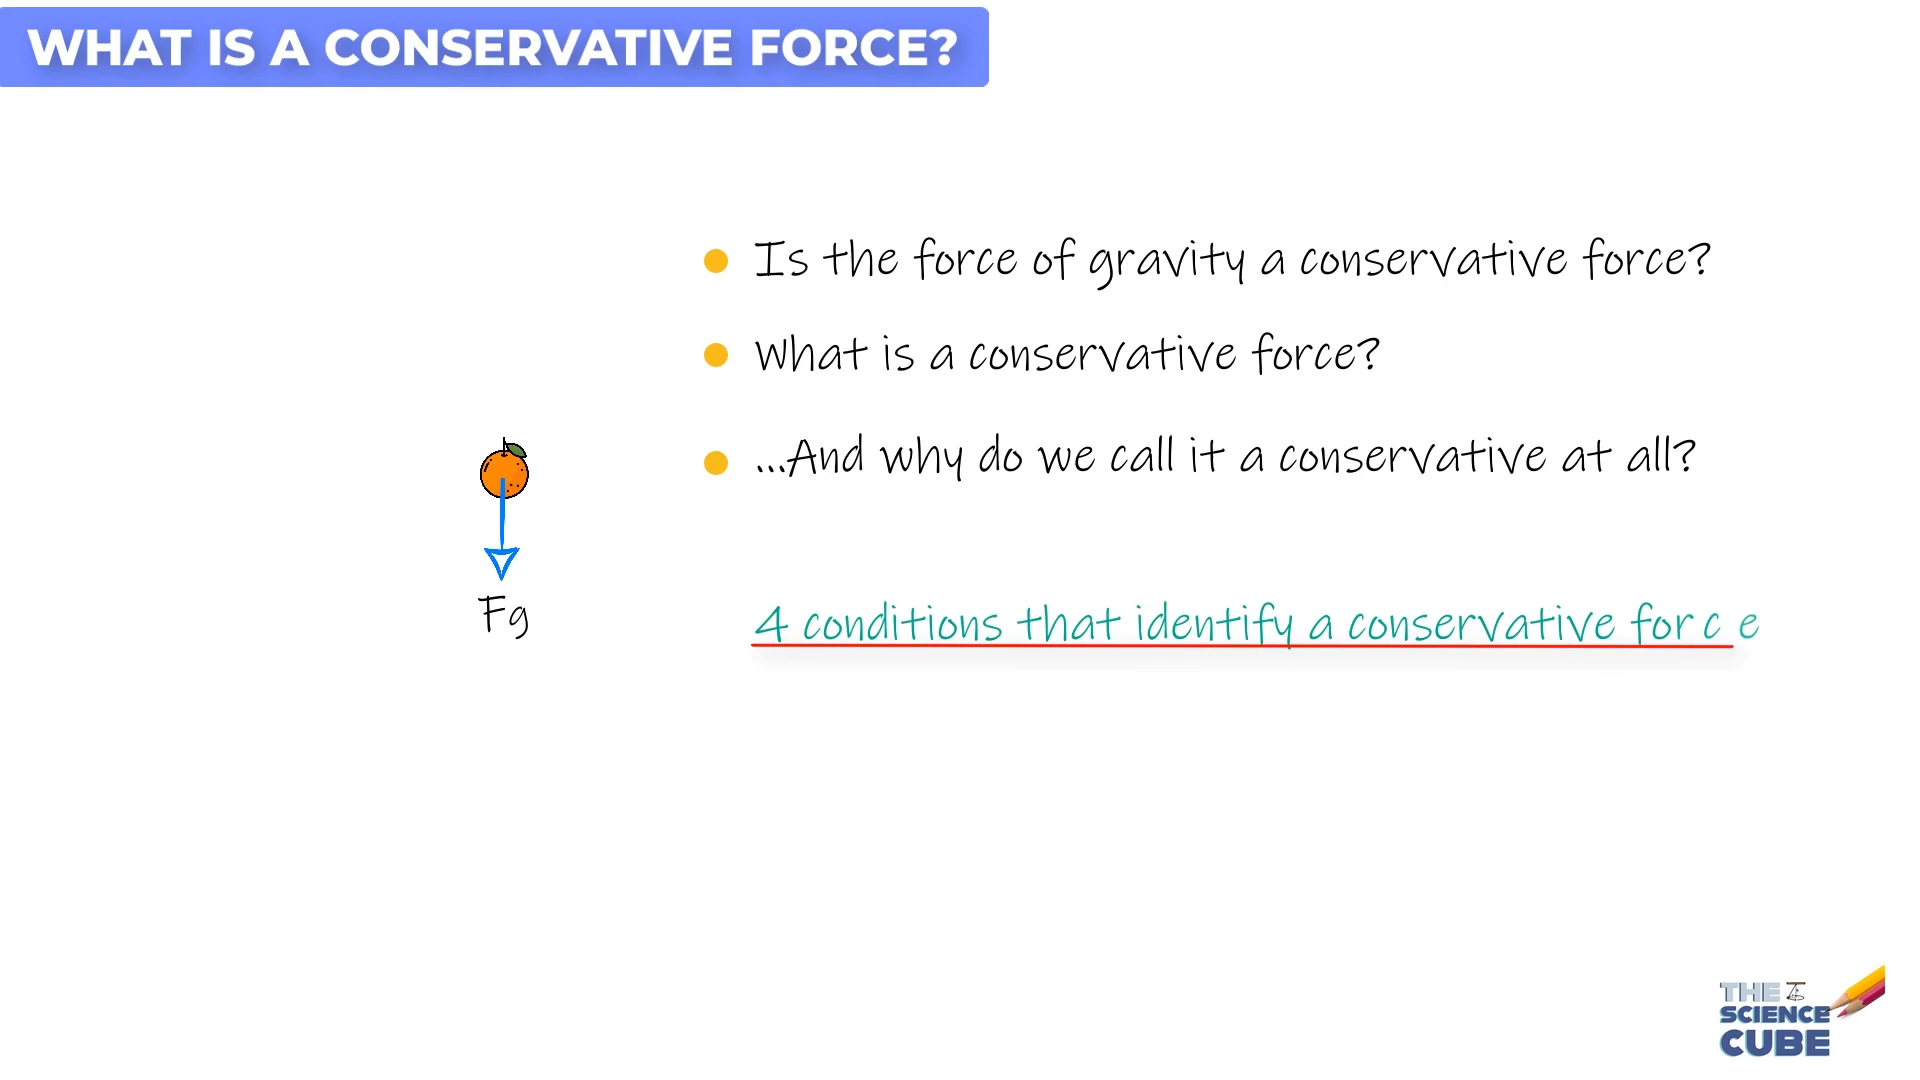 WHAT IS A CONSERVATIVE FORCE?
Is the force of gravity a conservative force?
What is a conservative force?
...And why do we call it a conservative at all?
Fg
4 conditions that identify a conservative force
THE
SCIENCE
CUBE